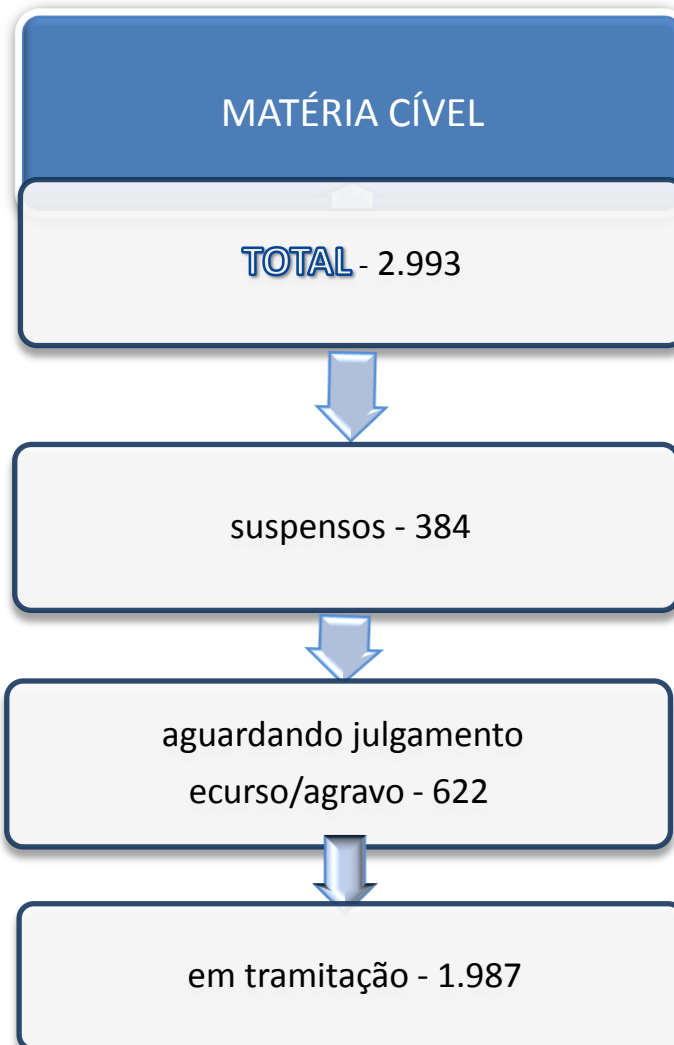 MATÉRIA CÍVEL
TOTAL - 2.993
suspensos - 384
aguardando julgamento
ecurso/agravo - 622
em tramitação - 1.987